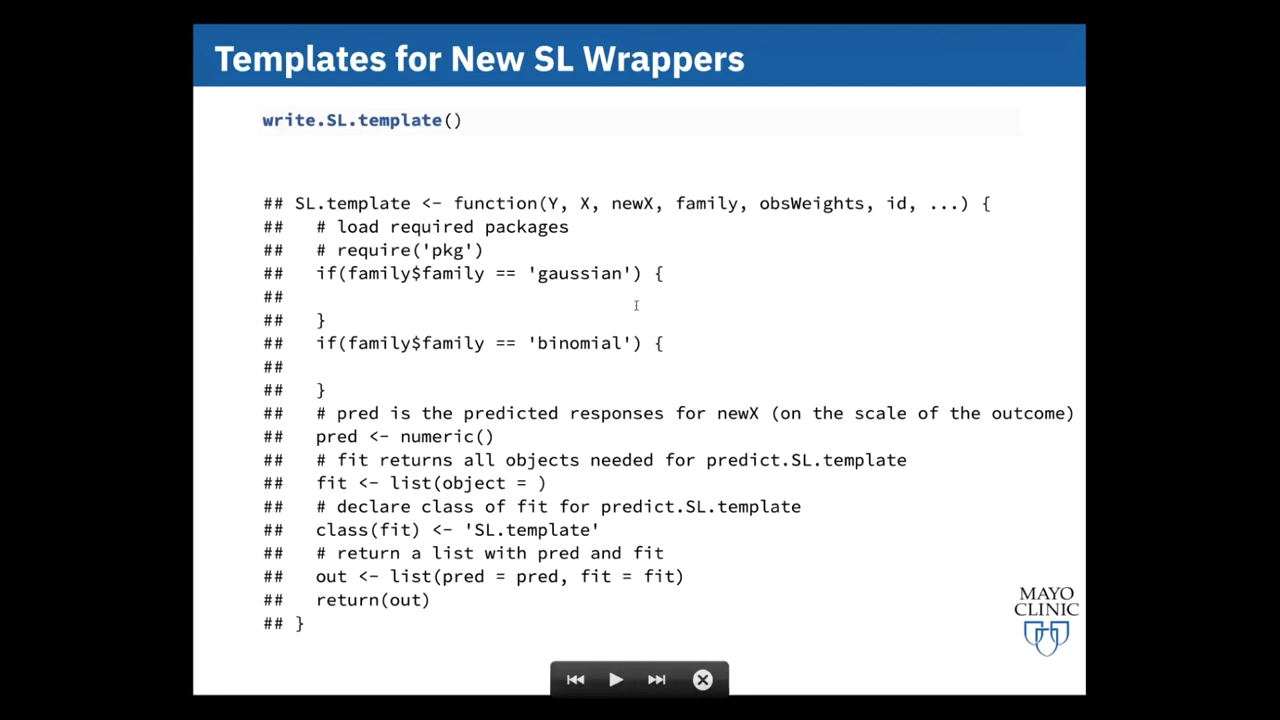 Templates for New SL Wrappers
write.SL.template()
## SL.template <- function(Y, X, newX, family, obsWeights, id, ...) {
##   # load required packages
##   # require('pkg')
##   if(family$family == 'gaussian') {
##
##   }
##   if(family$family == 'binomial') {
##
##   }
##   # pred is the predicted responses for newX (on the scale of the outcome)
##   pred <- numeric()
##   # fit returns all objects needed for predict.SL.template
##   fit <- list(object = )
##   # declare class of fit for predict.SL.template
##   class(fit) <- 'SL.template'
##   # return a list with pred and fit
##   out <- list(pred = pred, fit = fit)
##   return(out)
## }
MAYO
CLINIC